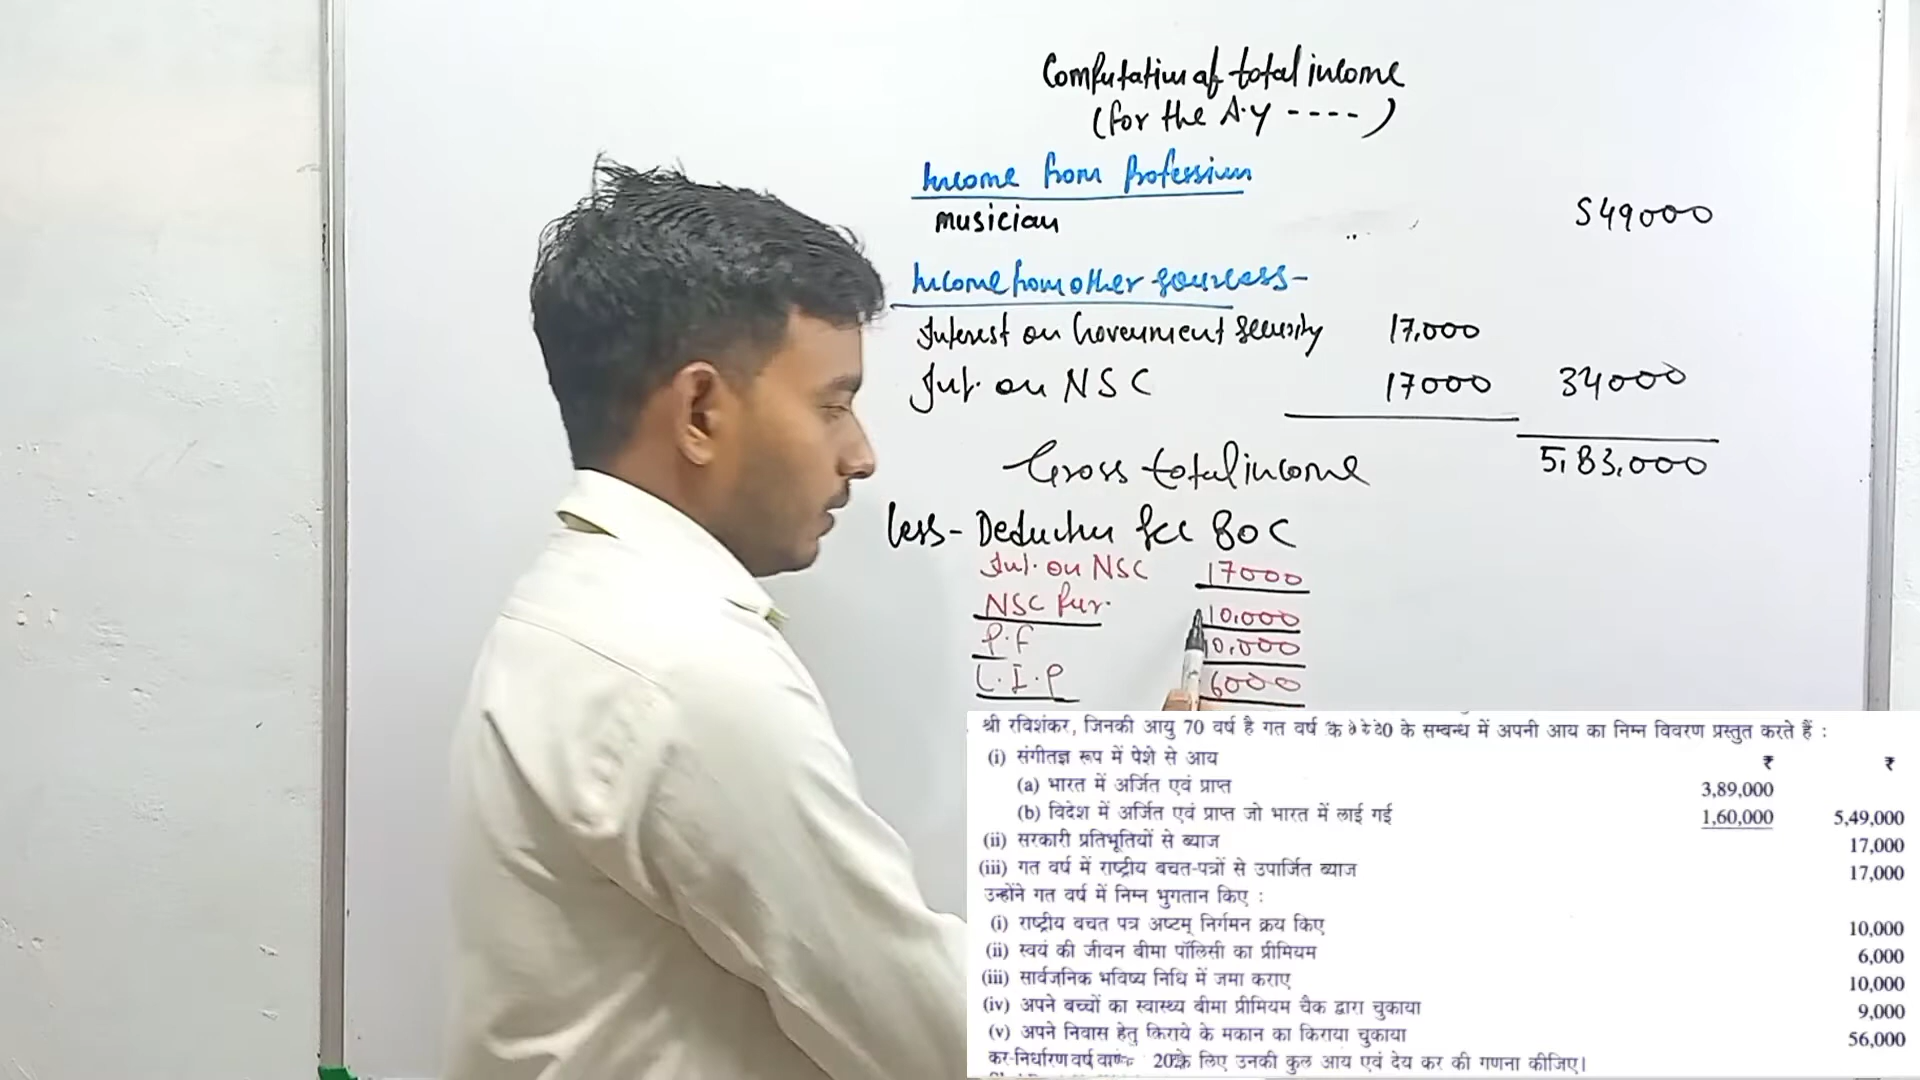 Computation of total income
(for the A.Y ----)
Income from Profession
musician 549000
Income from other sources-
Interest on Government Security 17,000
Int. on NSC 17000 34000
Gross total income 5,83,000
Less- Deduction sec 80C
Int. on NSC 17000
NSC Pur. 10,000
P.F 10,000
L.I.P 6000
श्री रविशंकर, जिनकी आयु 70 वर्ष है गत वर्ष के सम्बन्ध में अपनी आय का निम्न विवरण प्रस्तुत करते हैं :
(i) संगीतज्ञ रूप में पेशे से आय ₹ ₹
(a) भारत में अर्जित एवं प्राप्त 3,89,000
(b) विदेश में अर्जित एवं प्राप्त जो भारत में लाई गई 1,60,000 5,49,000
(ii) सरकारी प्रतिभूतियों से ब्याज 17,000
(iii) गत वर्ष में राष्ट्रीय बचत-पत्रों से उपार्जित ब्याज 17,000
उन्होंने गत वर्ष में निम्न भुगतान किए :
(i) राष्ट्रीय बचत पत्र अष्टम् निर्गमन क्रय किए 10,000
(ii) स्वयं की जीवन बीमा पॉलिसी का प्रीमियम 6,000
(iii) सार्वजनिक भविष्य निधि में जमा कराए 10,000
(iv) अपने बच्चों का स्वास्थ्य बीमा प्रीमियम चैक द्वारा चुकाया 9,000
(v) अपने निवास हेतु किराये के मकान का किराया चुकाया 56,000
कर-निर्धारण वर्ष के लिए उनकी कुल आय एवं देय कर की गणना कीजिए।